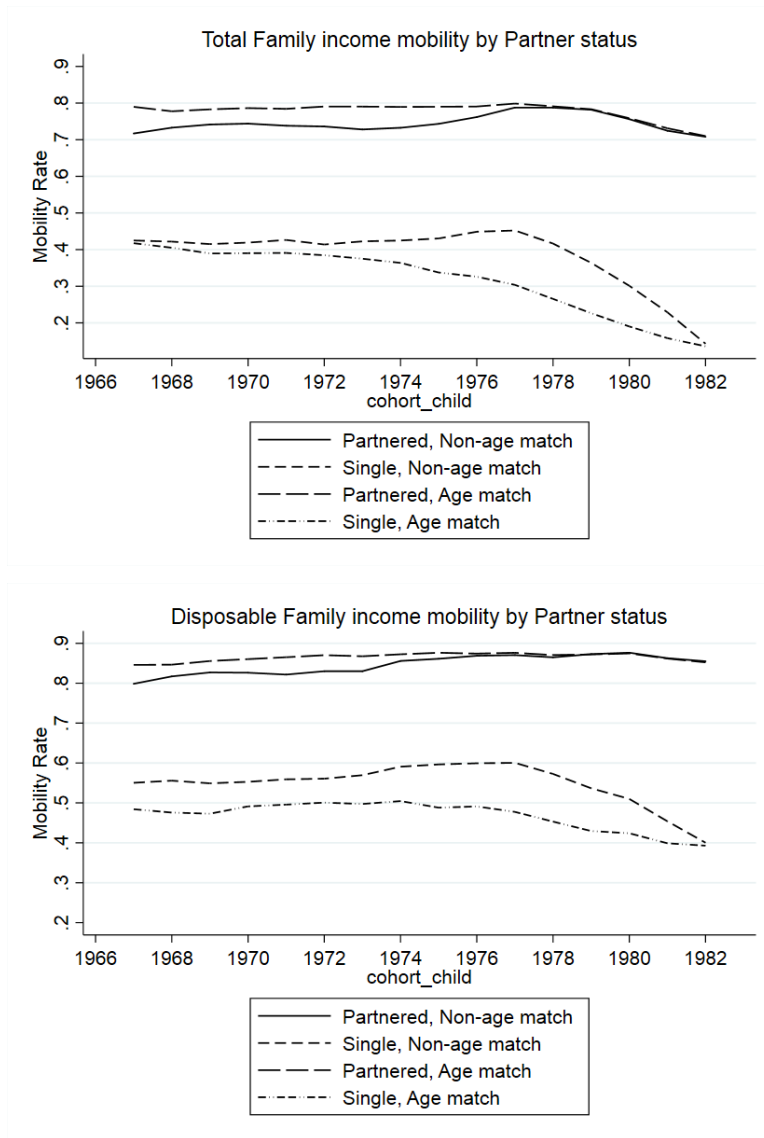 Total Family income mobility by Partner status
.9
.8
.7
.6
.5
.4
.3
.2
Mobility Rate
1966 1968 1970 1972 1974 1976 1978 1980 1982
cohort_child
Partnered, Non-age match
Single, Non-age match
Partnered, Age match
Single, Age match
Disposable Family income mobility by Partner status
.9
.8
.7
.6
.5
.4
.3
.2
Mobility Rate
1966 1968 1970 1972 1974 1976 1978 1980 1982
cohort_child
Partnered, Non-age match
Single, Non-age match
Partnered, Age match
Single, Age match